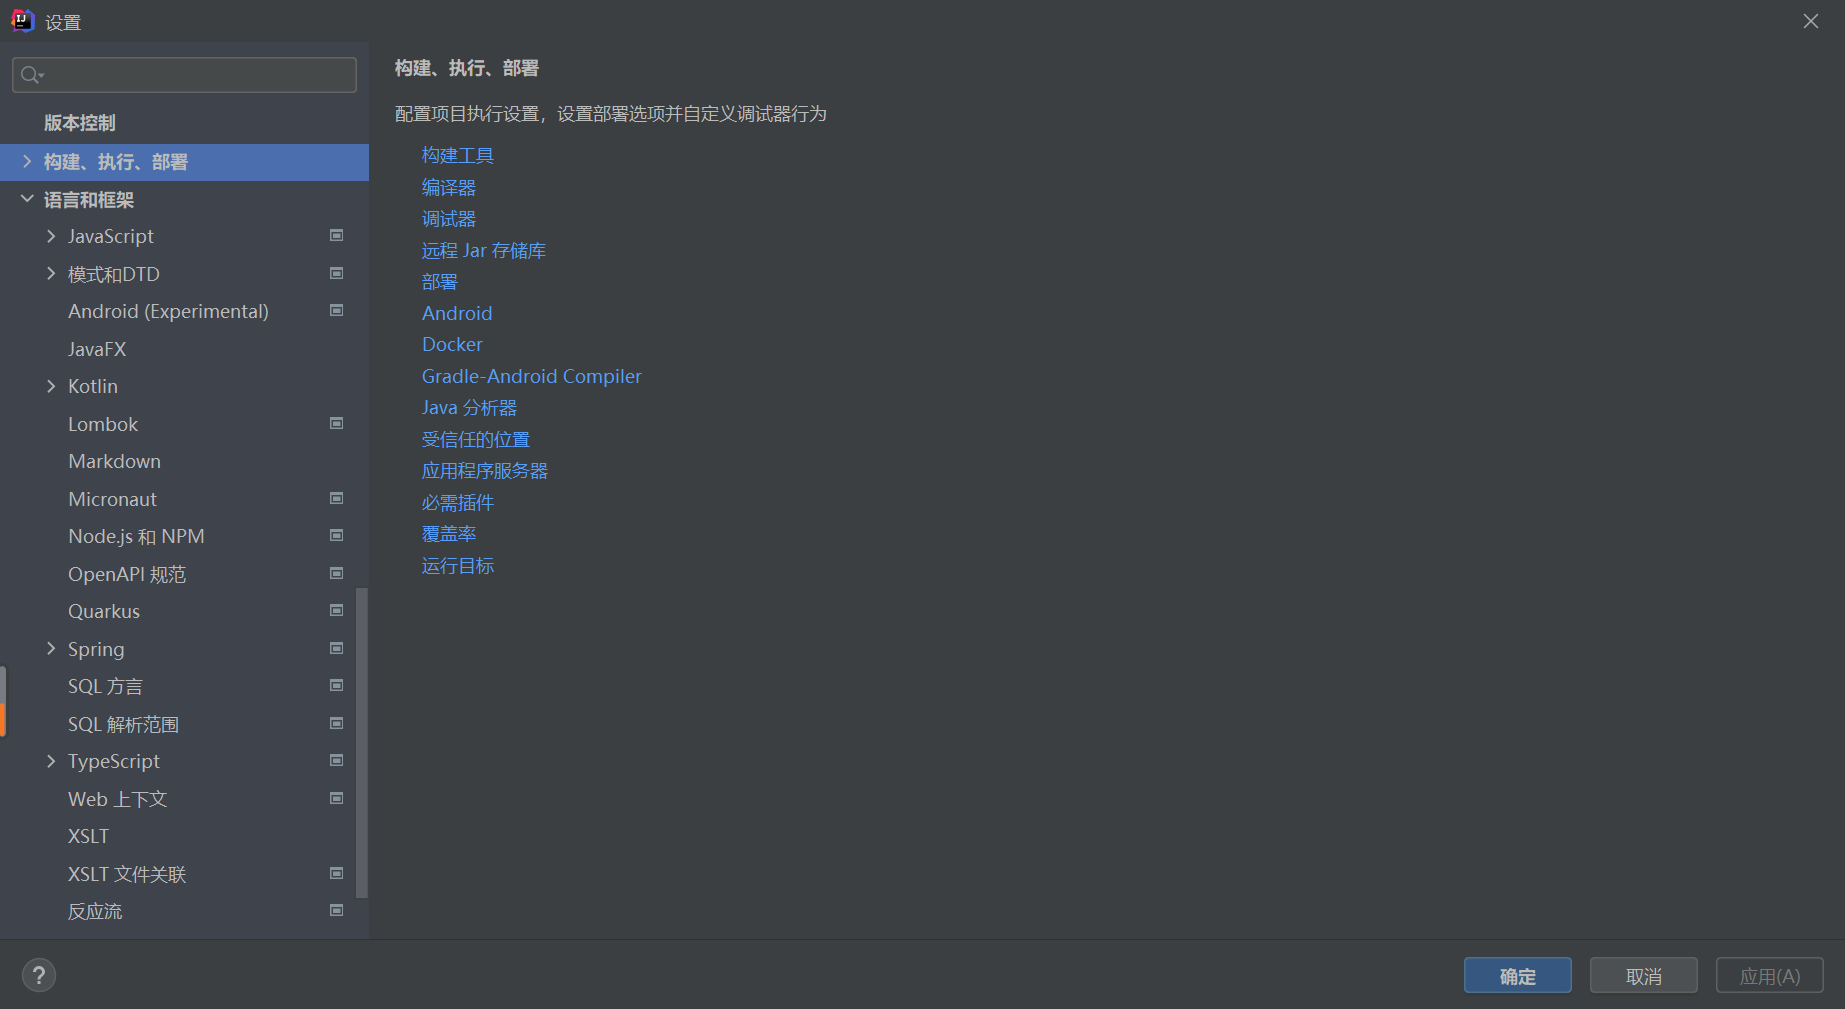 设置
版本控制
构建、执行、部署
语言和框架
JavaScript
模式和DTD
Android (Experimental)
JavaFX
Kotlin
Lombok
Markdown
Micronaut
Node.js 和 NPM
OpenAPI 规范
Quarkus
Spring
SQL 方言
SQL 解析范围
TypeScript
Web 上下文
XSLT
XSLT 文件关联
反应流
构建、执行、部署
配置项目执行设置，设置部署选项并自定义调试器行为
构建工具
编译器
调试器
远程 Jar 存储库
部署
Android
Docker
Gradle-Android Compiler
Java 分析器
受信任的位置
应用程序服务器
必需插件
覆盖率
运行目标
?
确定
取消
应用(A)